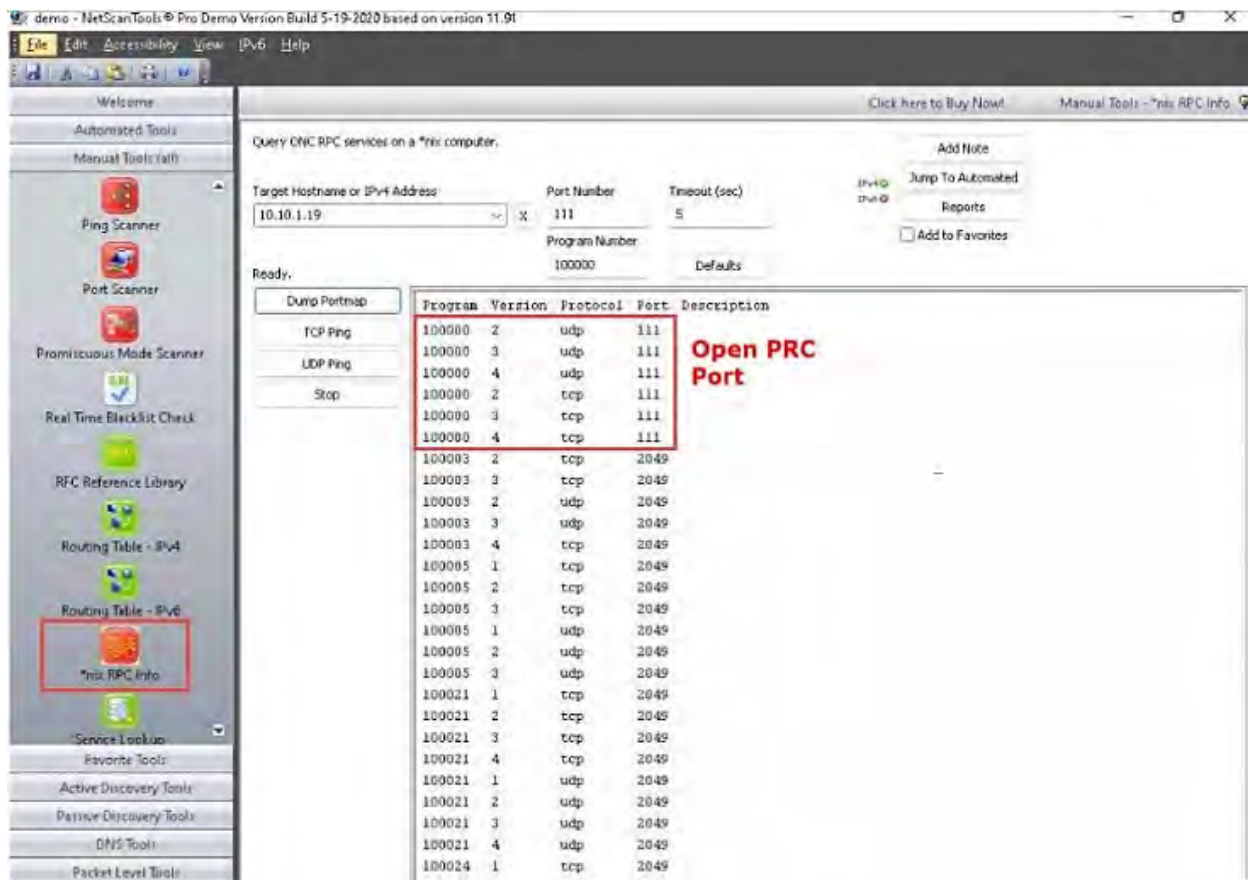 demo - NetScanTools® Pro Demo Version Build 5-19-2020 based on version 11.91
File Edit Accessibility View IPv6 Help
Welcome
Automated Tools
Manual Tools (all)
Ping Scanner
Port Scanner
Promiscuous Mode Scanner
Real Time Blacklist Check
RFC Reference Library
Routing Table - IPv4
Routing Table - IPv6
*nix RPC Info
Service Lookup
Favorite Tools
Active Discovery Tools
Passive Discovery Tools
DNS Tools
Packet Level Tools
Click here to Buy Now! Manual Tools - *nix RPC Info
Query ONC RPC services on a *nix computer.
Add Note
Target Hostname or IPv4 Address Port Number Timeout (sec)
IPv4 Jump To Automated
10.10.1.19 X 111 5
IPv6 Reports
Program Number
Add to Favorites
100000 Defaults
Ready.
Dump Portmap
TCP Ping
UDP Ping
Stop
Program Version Protocol Port Description
100000 2 udp 111
100000 3 udp 111
100000 4 udp 111
100000 2 tcp 111
100000 3 tcp 111
100000 4 tcp 111
Open PRC
Port
100003 2 tcp 2049
100003 3 tcp 2049
100003 2 udp 2049
100003 3 udp 2049
100003 4 tcp 2049
100005 1 tcp 2049
100005 2 tcp 2049
100005 3 tcp 2049
100005 1 udp 2049
100005 2 udp 2049
100005 3 udp 2049
100021 1 tcp 2049
100021 2 tcp 2049
100021 3 tcp 2049
100021 4 tcp 2049
100021 1 udp 2049
100021 2 udp 2049
100021 3 udp 2049
100021 4 udp 2049
100024 1 tcp 2049